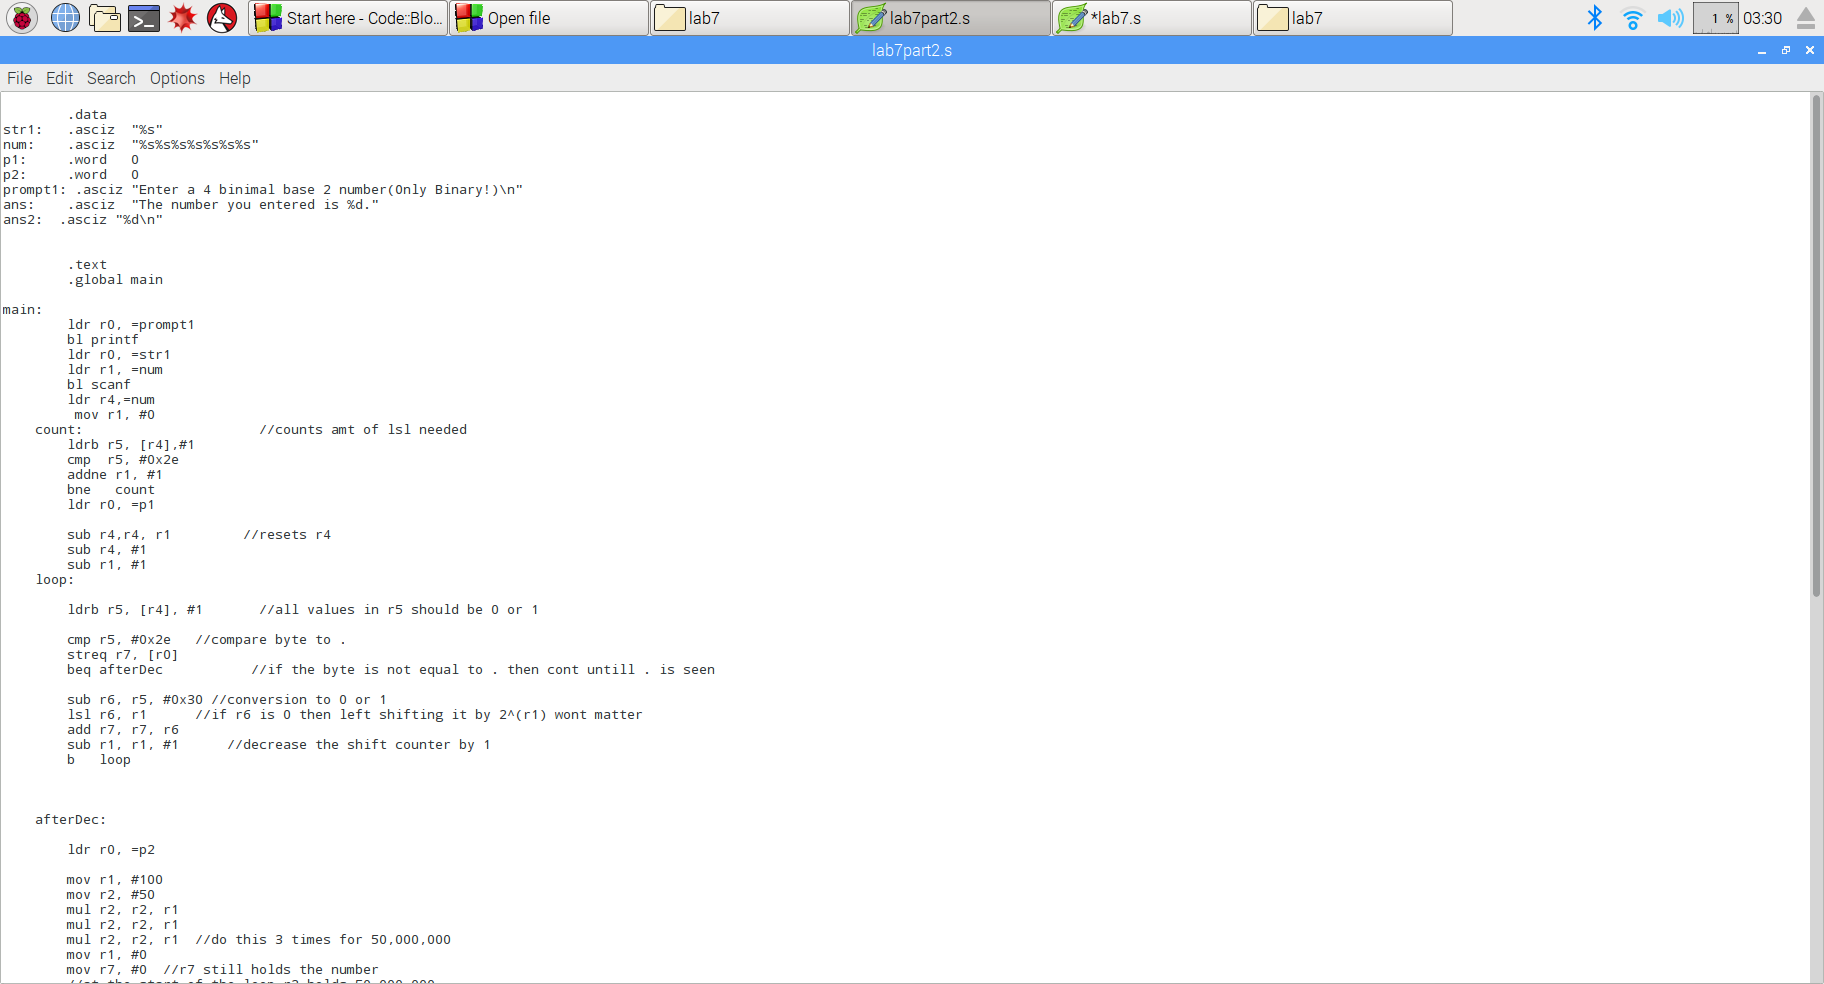 Start here - Code::Blo...
Open file
lab7
lab7part2.s
*lab7.s
lab7
1 %
03:30
lab7part2.s
File Edit Search Options Help
.data
str1: .asciz "%s"
num: .asciz "%s%s%s%s%s%s%s"
p1: .word 0
p2: .word 0
prompt1: .asciz "Enter a 4 binimal base 2 number(Only Binary!)\n"
ans: .asciz "The number you entered is %d."
ans2: .asciz "%d\n"
.text
.global main
main:
ldr r0, =prompt1
bl printf
ldr r0, =str1
ldr r1, =num
bl scanf
ldr r4,=num
mov r1, #0
count: //counts amt of lsl needed
ldrb r5, [r4],#1
cmp r5, #0x2e
addne r1, #1
bne count
ldr r0, =p1
sub r4,r4, r1 //resets r4
sub r4, #1
sub r1, #1
loop:
ldrb r5, [r4], #1 //all values in r5 should be 0 or 1
cmp r5, #0x2e //compare byte to .
streq r7, [r0]
beq afterDec //if the byte is not equal to . then cont untill . is seen
sub r6, r5, #0x30 //conversion to 0 or 1
lsl r6, r1 //if r6 is 0 then left shifting it by 2^(r1) wont matter
add r7, r7, r6
sub r1, r1, #1 //decrease the shift counter by 1
b loop
afterDec:
ldr r0, =p2
mov r1, #100
mov r2, #50
mul r2, r2, r1
mul r2, r2, r1
mul r2, r2, r1 //do this 3 times for 50,000,000
mov r1, #0
mov r7, #0 //r7 still holds the number
//at the start of the loop r2 holds 50,000,000